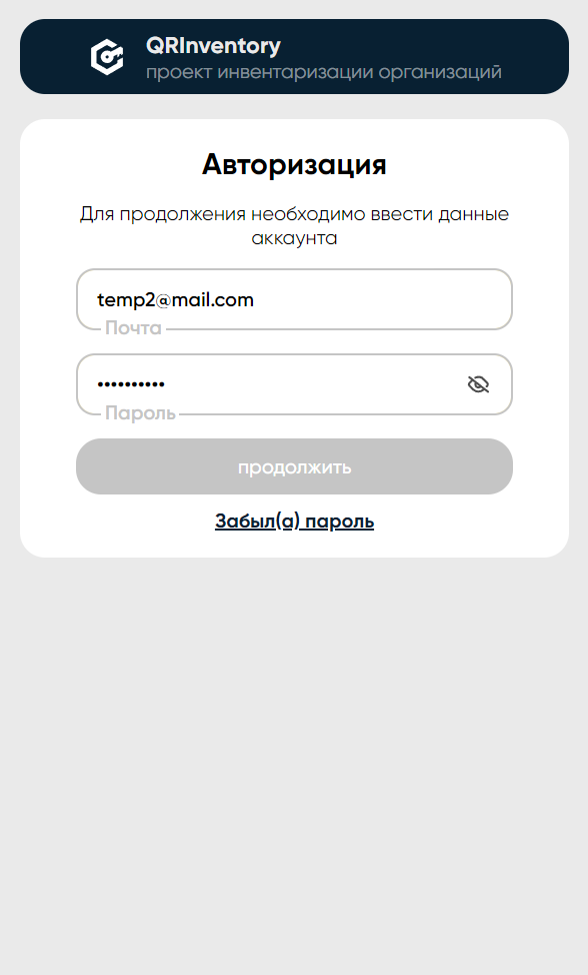 QRInventory
проект инвентаризации организаций
Авторизация
Для продолжения необходимо ввести данные
аккаунта
temp2@mail.com
Почта
••••••••••
Пароль
продолжить
Забыл(а) пароль